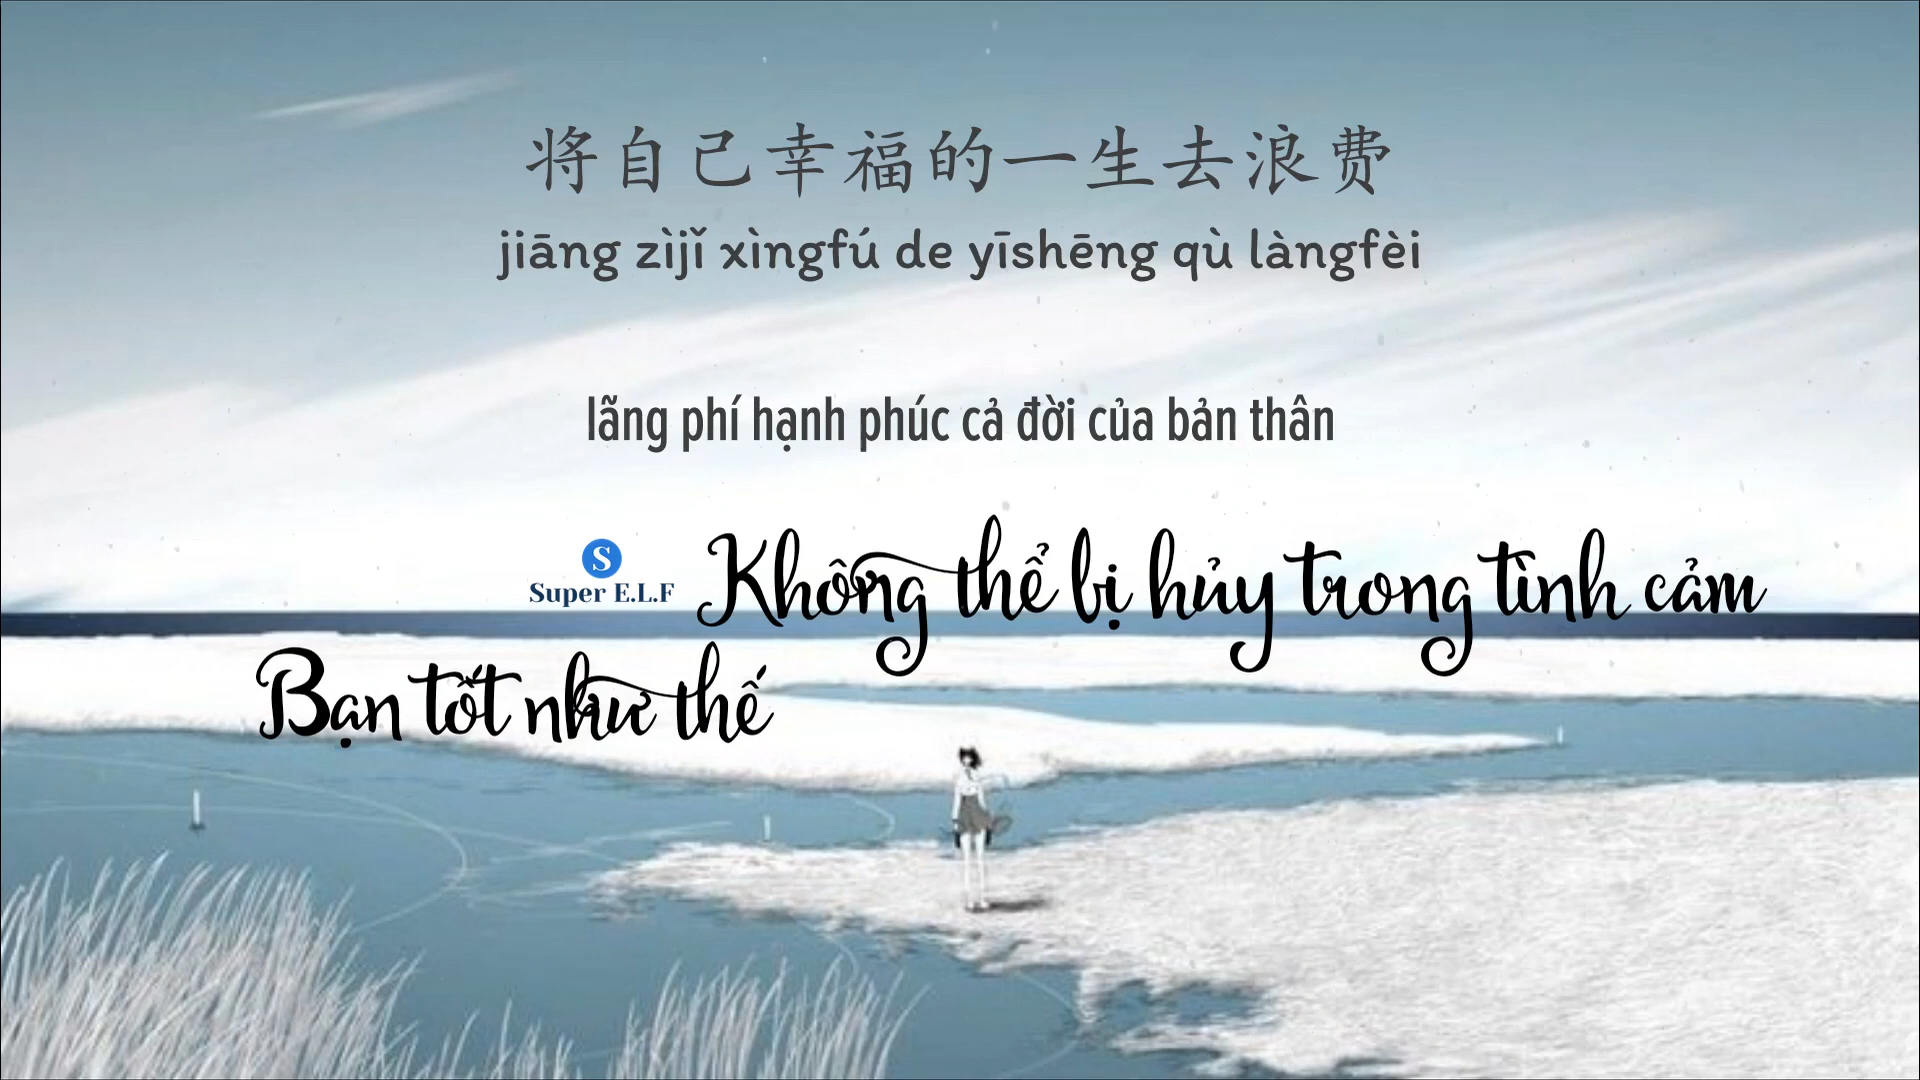 将自己幸福的一生去浪费
jiāng zìjǐ xìngfú de yīshēng qù làngfèi
lãng phí hạnh phúc cả đời của bản thân
S
Super E.L.F
Không thể bị hủy trong tình cảm
Bạn tốt như thế